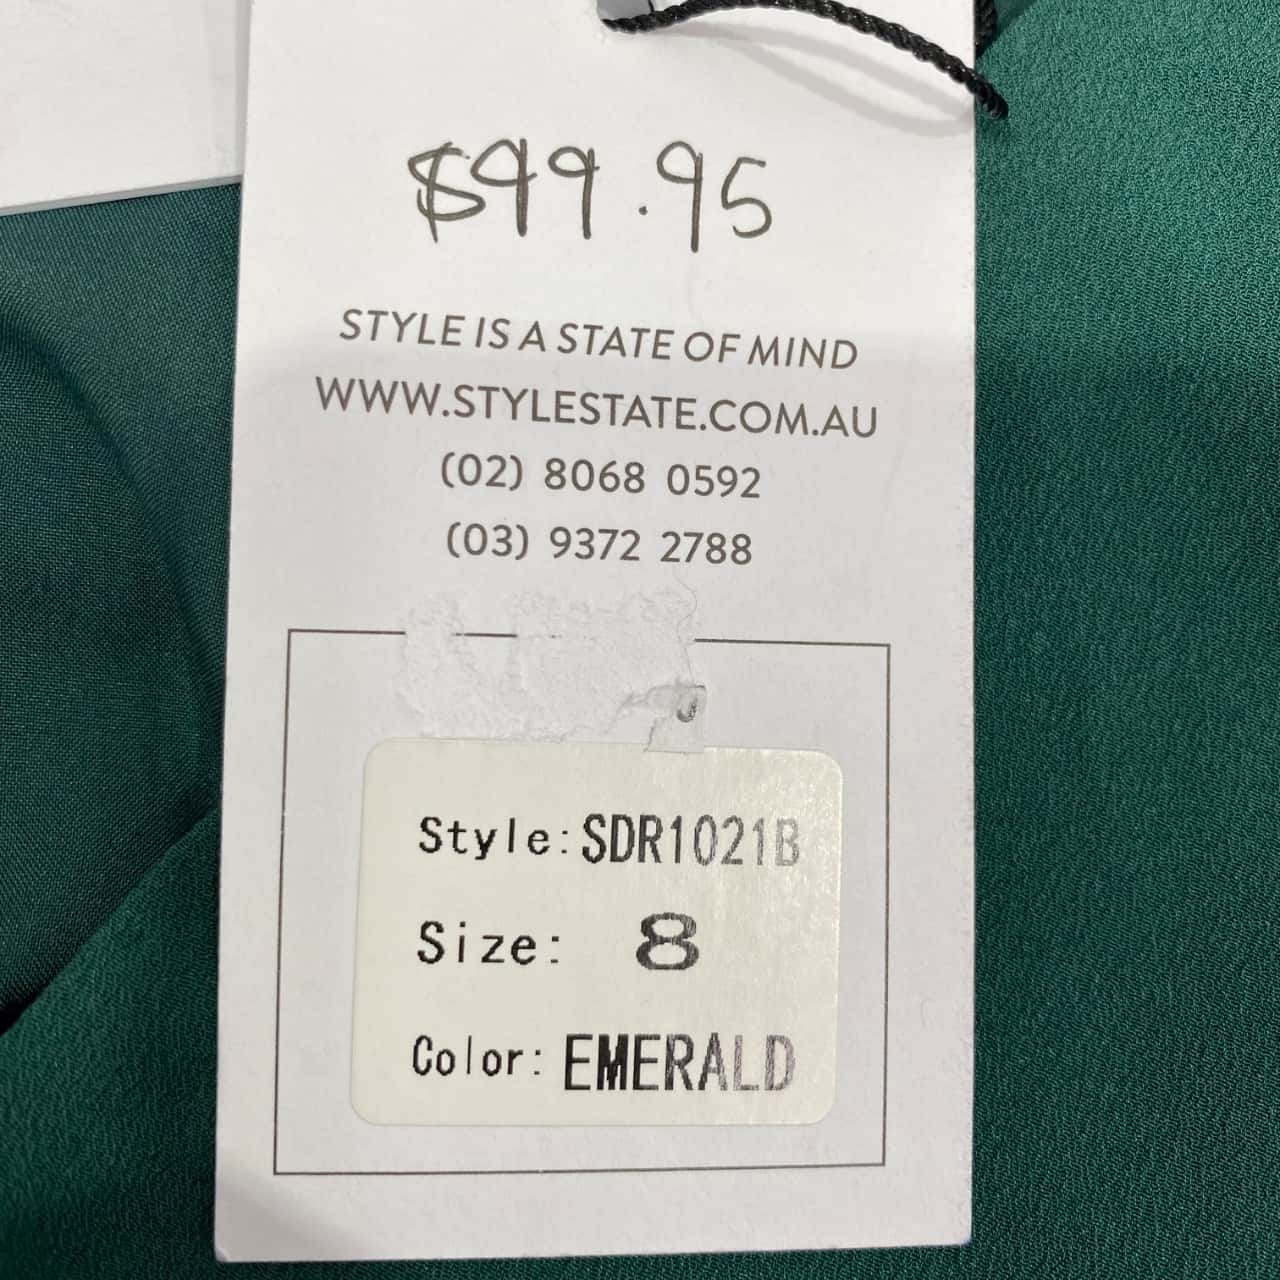 $99.95
STYLE IS A STATE OF MIND
WWW.STYLESTATE.COM.AU
(02) 8068 0592
(03) 9372 2788
Style: SDR1021B
Size: 8
Color: EMERALD